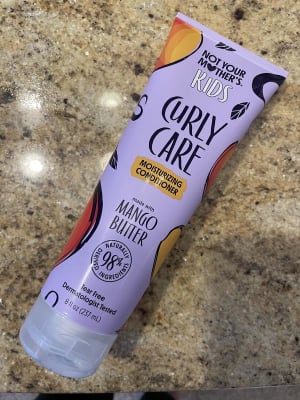 NOT YOUR
MOTHER'S
KIDS
CURLY
CARE
MOISTURIZING
CONDITIONER
made with
MANGO
BUTTER
98%
NATURALLY
DERIVED
INGREDIENTS
Tear Free
Dermatologist Tested
8 fl oz (237 mL)